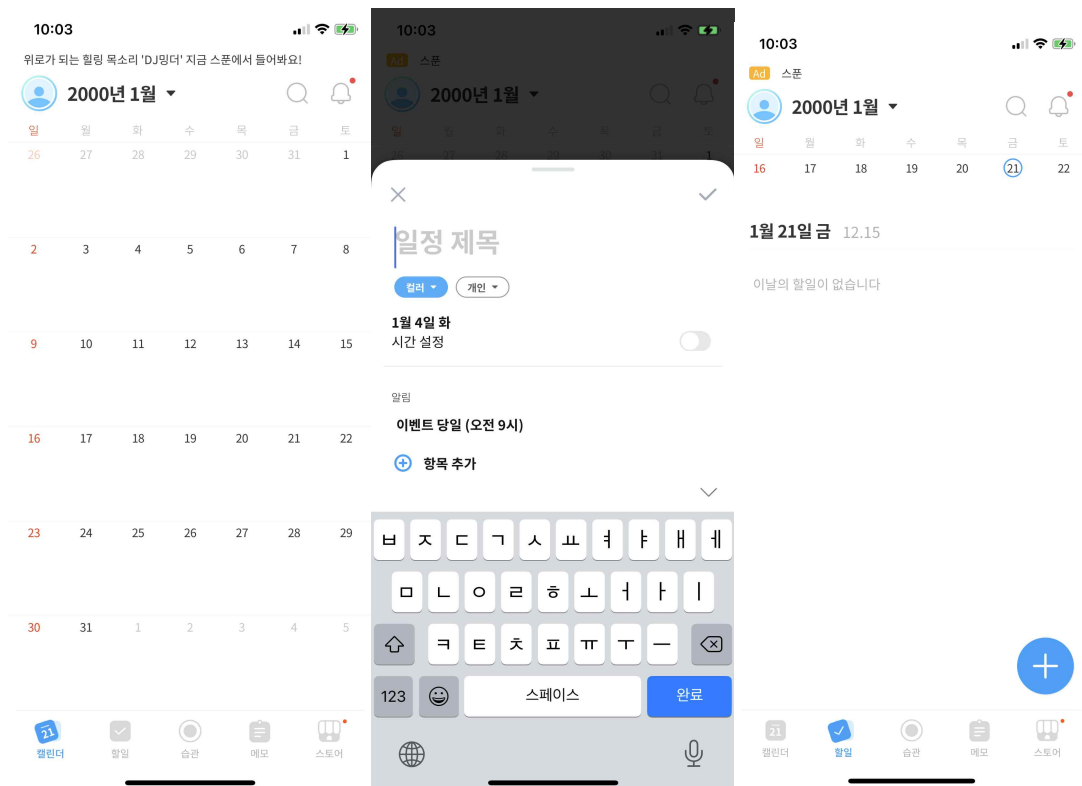 10:03
위로가 되는 힐링 목소리 'DJ밍더' 지금 스푼에서 들어봐요!
2000년 1월
일 월 화 수 목 금 토
26 27 28 29 30 31 1
2 3 4 5 6 7 8
9 10 11 12 13 14 15
16 17 18 19 20 21 22
23 24 25 26 27 28 29
30 31 1 2 3 4 5
21
캘린더 할일 습관 메모 스토어
10:03
Ad 스푼
2000년 1월
일 월 화 수 목 금 토
일정 제목
컬러 개인
1월 4일 화
시간 설정
알림
이벤트 당일 (오전 9시)
항목 추가
ㅂ ㅈ ㄷ ㄱ ㅅ ㅛ ㅕ ㅑ ㅐ ㅔ
ㅁ ㄴ ㅇ ㄹ ㅎ ㅗ ㅓ ㅏ ㅣ
ㅋ ㅌ ㅊ ㅍ ㅠ ㅜ ㅡ
123 스페이스 완료
10:03
Ad 스푼
2000년 1월
일 월 화 수 목 금 토
16 17 18 19 20 21 22
1월 21일 금 12.15
이날의 할일이 없습니다
21
캘린더 할일 습관 메모 스토어